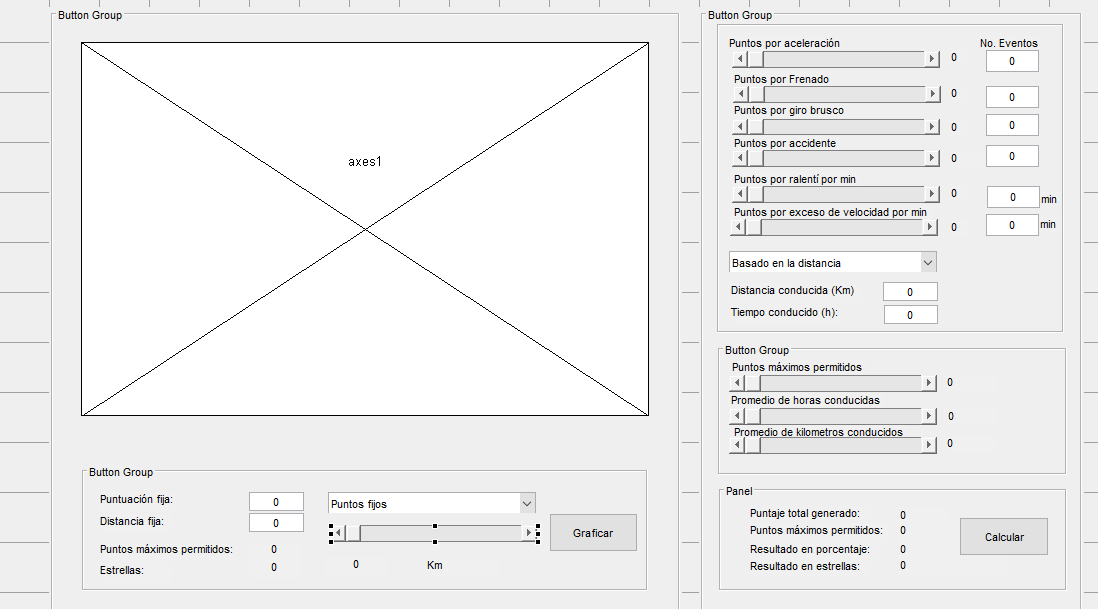 Button Group
axes1
Button Group
Puntuación fija:
0
Puntos fijos
Distancia fija:
0
Graficar
Puntos máximos permitidos:
0
Estrellas:
0
0
Km
Button Group
Puntos por aceleración
No. Eventos
0
0
Puntos por Frenado
0
0
Puntos por giro brusco
0
0
Puntos por accidente
0
0
Puntos por ralentí por min
0
0
min
Puntos por exceso de velocidad por min
0
0
min
Basado en la distancia
Distancia conducida (Km)
0
Tiempo conducido (h):
0
Button Group
Puntos máximos permitidos
0
Promedio de horas conducidas
0
Promedio de kilometros conducidos
0
Panel
Puntaje total generado:
0
Puntos máximos permitidos:
0
Resultado en porcentaje:
0
Resultado en estrellas:
0
Calcular